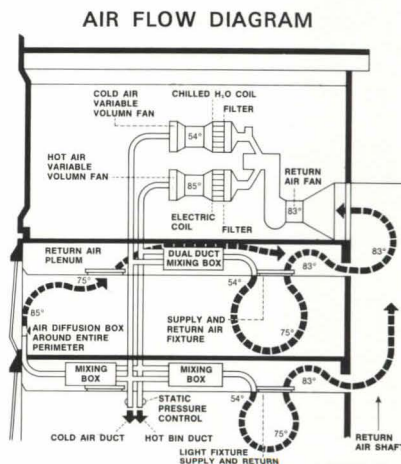 AIR FLOW DIAGRAM
COLD AIR
VARIABLE
VOLUMN FAN
CHILLED H₂O COIL
FILTER
54°
HOT AIR
VARIABLE
VOLUMN FAN
85°
RETURN
AIR FAN
83°
ELECTRIC
COIL
FILTER
RETURN AIR
PLENUM
DUAL DUCT
MIXING BOX
83°
83°
75°
54°
85°
SUPPLY AND
RETURN AIR
FIXTURE
75°
AIR DIFFUSION BOX
AROUND ENTIRE
PERIMETER
MIXING
BOX
MIXING
BOX
83°
54°
STATIC
PRESSURE
CONTROL
75°
COLD AIR DUCT
HOT BIN DUCT
RETURN
AIR SHAFT
LIGHT FIXTURE
SUPPLY AND RETURN